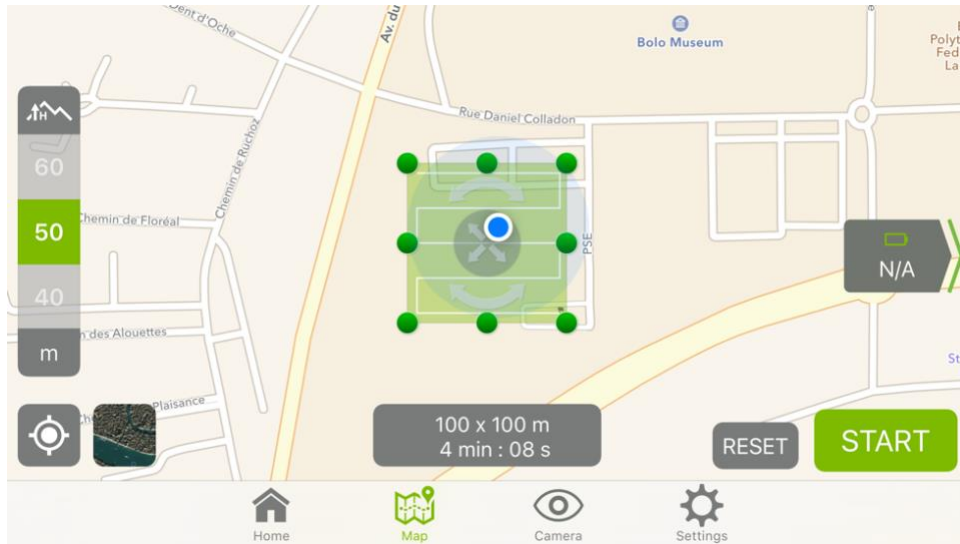 Dent d'Oche
Av. du
Bolo Museum
Polyt
Fed
La
Rue Daniel Colladon
Chemin de Ruchoz
H
60
50
40
m
Chemin de Floréal
PSE
N/A
n des Alouettes
St
Plaisance
100 x 100 m
4 min : 08 s
RESET
START
Home
Map
Camera
Settings